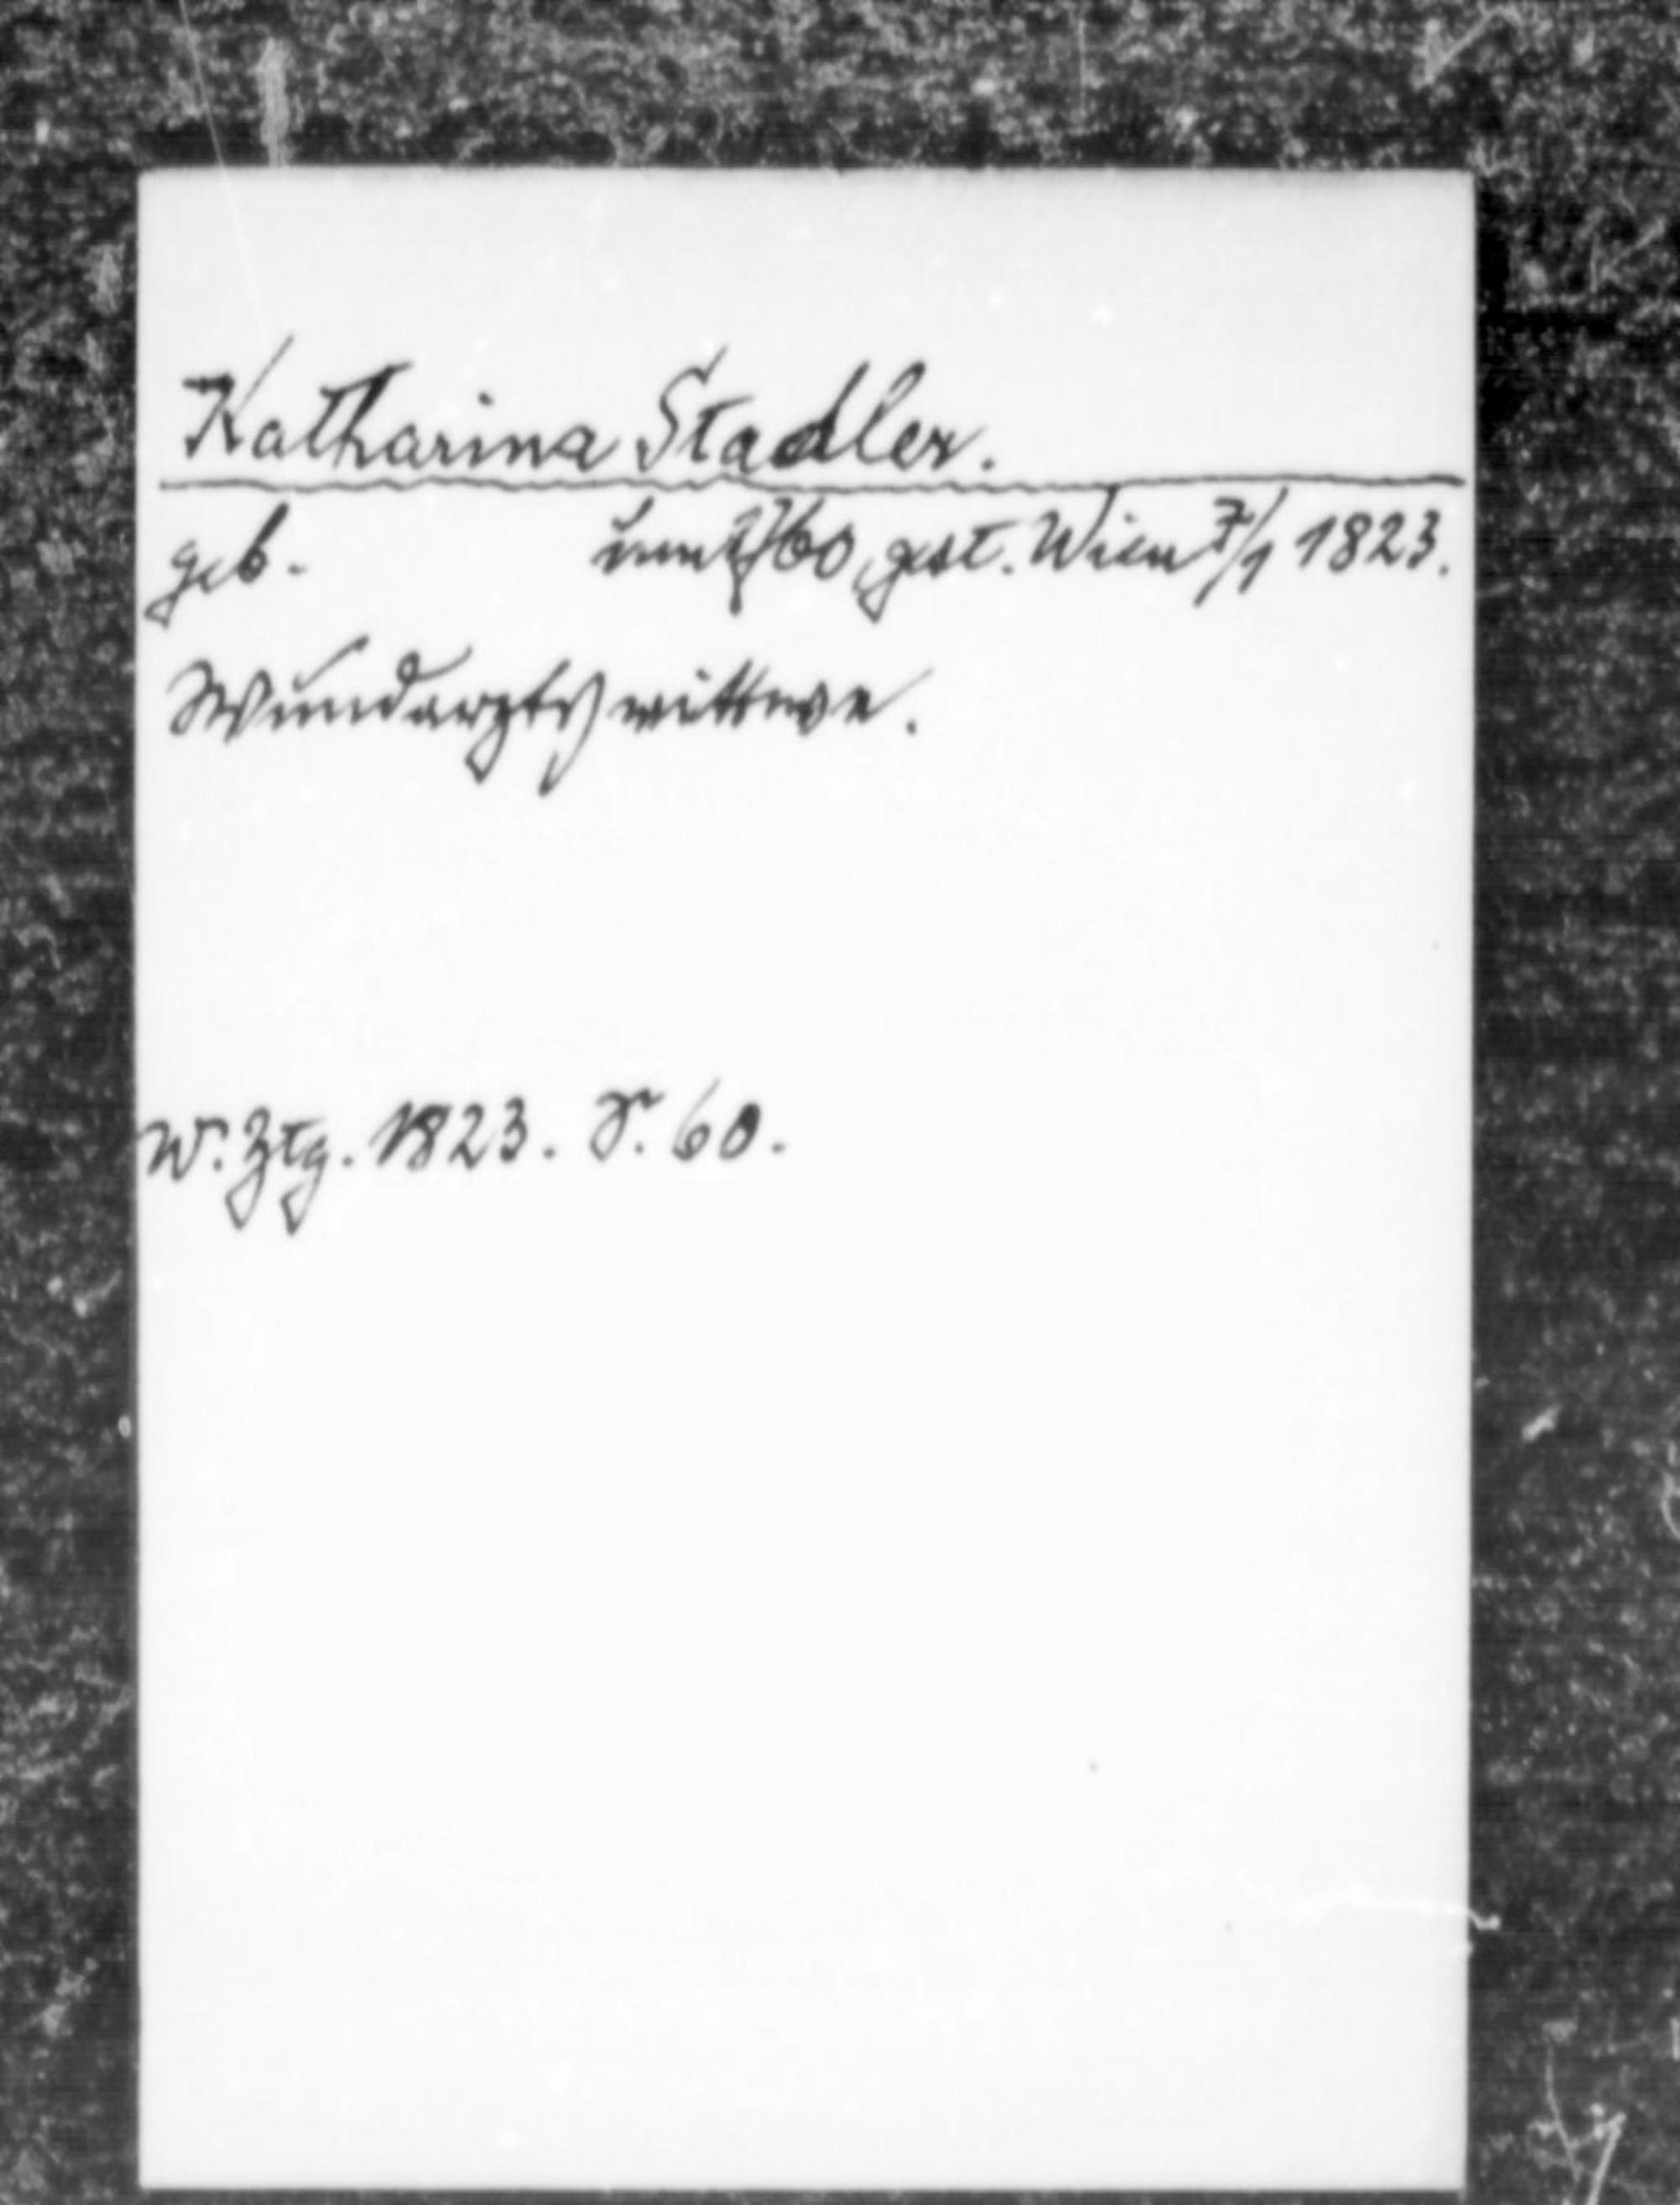 Katharina Stadler.
geb. um 1760, gest. Wien 7/1 1823.
Wundarztswittwe.
W. Ztg. 1823. S. 60.